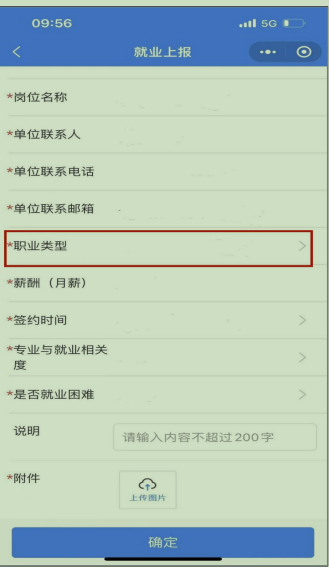 09:56
5G
就业上报
*岗位名称
*单位联系人
*单位联系电话
*单位联系邮箱
*职业类型
*薪酬（月薪）
*签约时间
*专业与就业相关
度
*是否就业困难
说明
请输入内容不超过200字
*附件
上传图片
确定